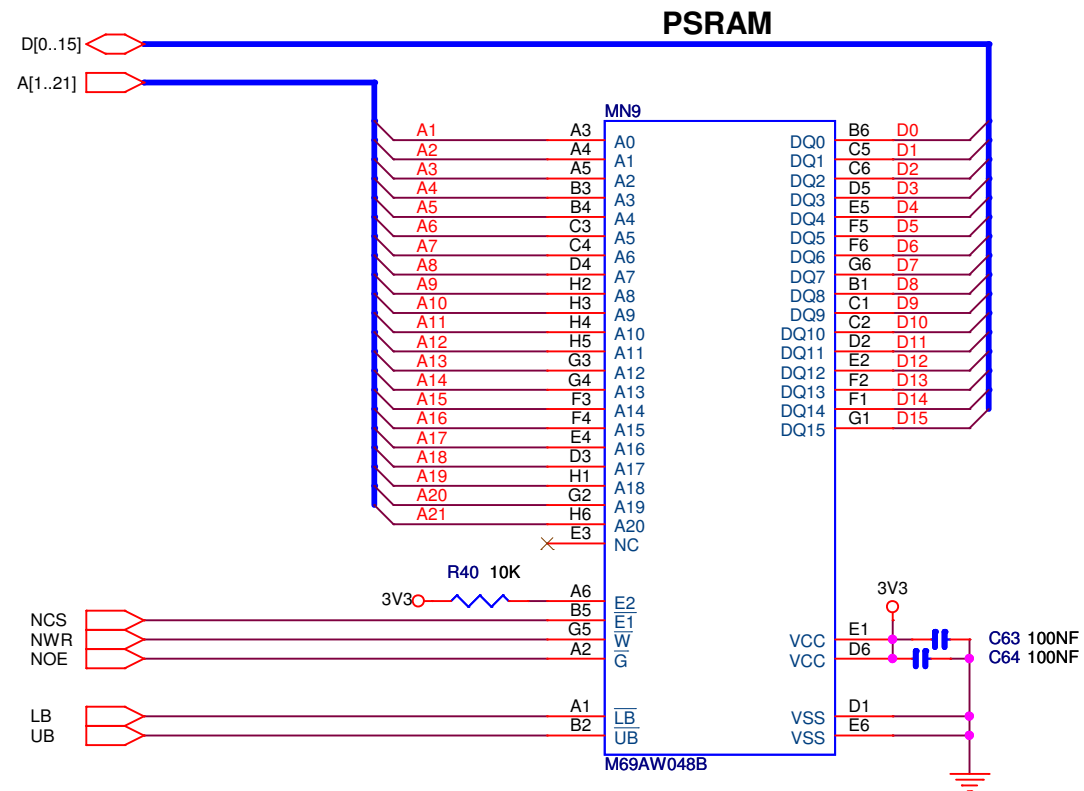 PSRAM
D[0..15]
A[1..21]
MN9
A1 A3 A0 DQ0 B6 D0
A2 A4 A1 DQ1 C5 D1
A3 A5 A2 DQ2 C6 D2
A4 B3 A3 DQ3 D5 D3
A5 B4 A4 DQ4 E5 D4
A6 C3 A5 DQ5 F5 D5
A7 C4 A6 DQ6 F6 D6
A8 D4 A7 DQ7 G6 D7
A9 H2 A8 DQ8 B1 D8
A10 H3 A9 DQ9 C1 D9
A11 H4 A10 DQ10 C2 D10
A12 H5 A11 DQ11 D2 D11
A13 G3 A12 DQ12 E2 D12
A14 G4 A13 DQ13 F2 D13
A15 F3 A14 DQ14 F1 D14
A16 F4 A15 DQ15 G1 D15
A17 E4 A16
A18 D3 A17
A19 H1 A18
A20 G2 A19
A21 H6 A20
E3 NC
R40 10K
3V3 A6 E2 3V3
NCS B5 E1
NWR G5 W VCC E1 C63 100NF
NOE A2 G VCC D6 C64 100NF
LB A1 LB VSS D1
UB B2 UB VSS E6
M69AW048B